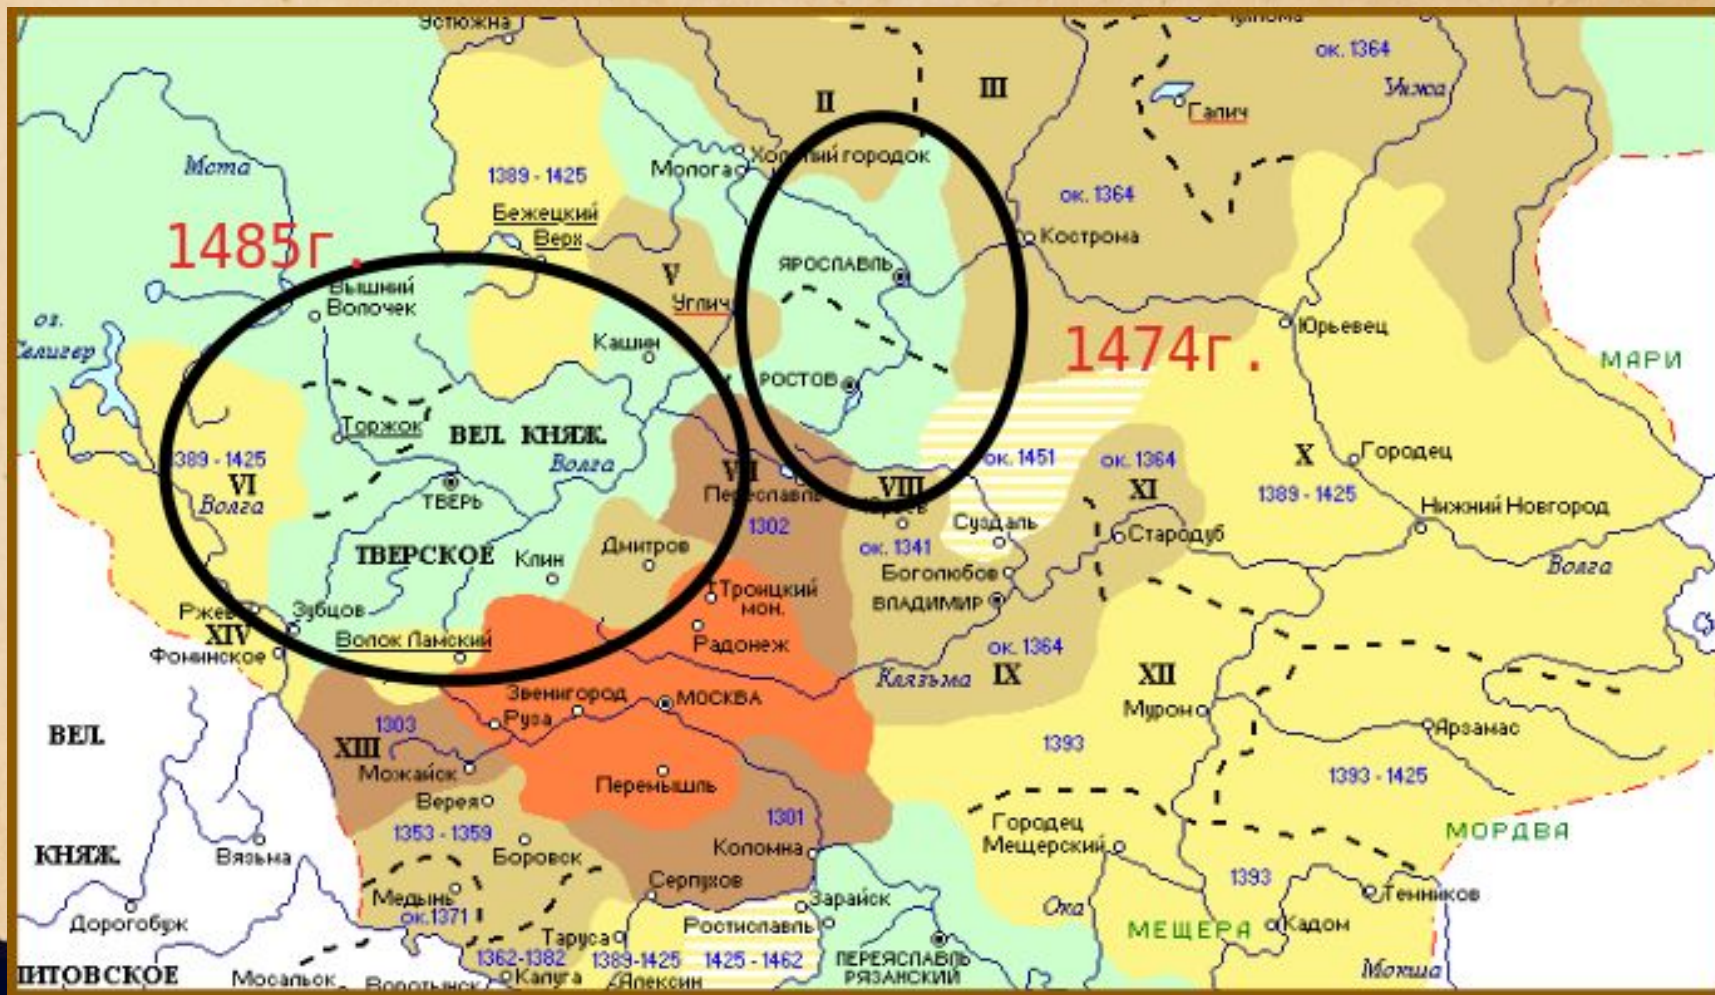 Устюжна
Чухлома
ок. 1364
II
III
Унжа
Галич
Мста
Холопий городок
Молога
1389 - 1425
ок. 1364
Бежецкий
Верх
1485г.
Кострома
V
ЯРОСЛАВЛЬ
Вышний
Волочек
Углич
оз.
Селигер
Кашин
Юрьевец
1474г.
МАРИ
РОСТОВ
Торжок
ВЕЛ. КНЯЖ.
Волга
389 - 1425
VI
Волга
ТВЕРЬ
VII
Переславль
1302
ок. 1451
ок. 1364
X
Городец
VIII
XI
1389 - 1425
Юрьев
Суздаль
Нижний Новгород
Стародуб
ТВЕРСКОЕ
Клин
Дмитров
ок. 1341
Боголюбов
Волга
ВЛАДИМИР
Троицкий
мон.
Ржев
Зубцов
XIV
Фоминское
Волок Ламский
Радонеж
ок. 1364
Клязьма
IX
XII
Звенигород
МОСКВА
Руза
Муром
Арзамас
ВЕЛ.
1303
XIII
1393
Можайск
Перемышль
1393 - 1425
Верея
1301
1353 - 1359
Городец
Мещерский
МОРДВА
КНЯЖ.
Вязьма
Боровск
Коломна
Медынь
Серпухов
1393
Темников
ок.1371
Зарайск
Ока
Дорогобуж
Ростиславль
МЕЩЕРА
Кадом
Таруса
1362-1382
1389-1425
1425 - 1462
ПЕРЕЯСЛАВЛЬ
РЯЗАНСКИЙ
ЛИТОВСКОЕ
Мосальск
Воротынск
Калуга
Алексин
Мокша